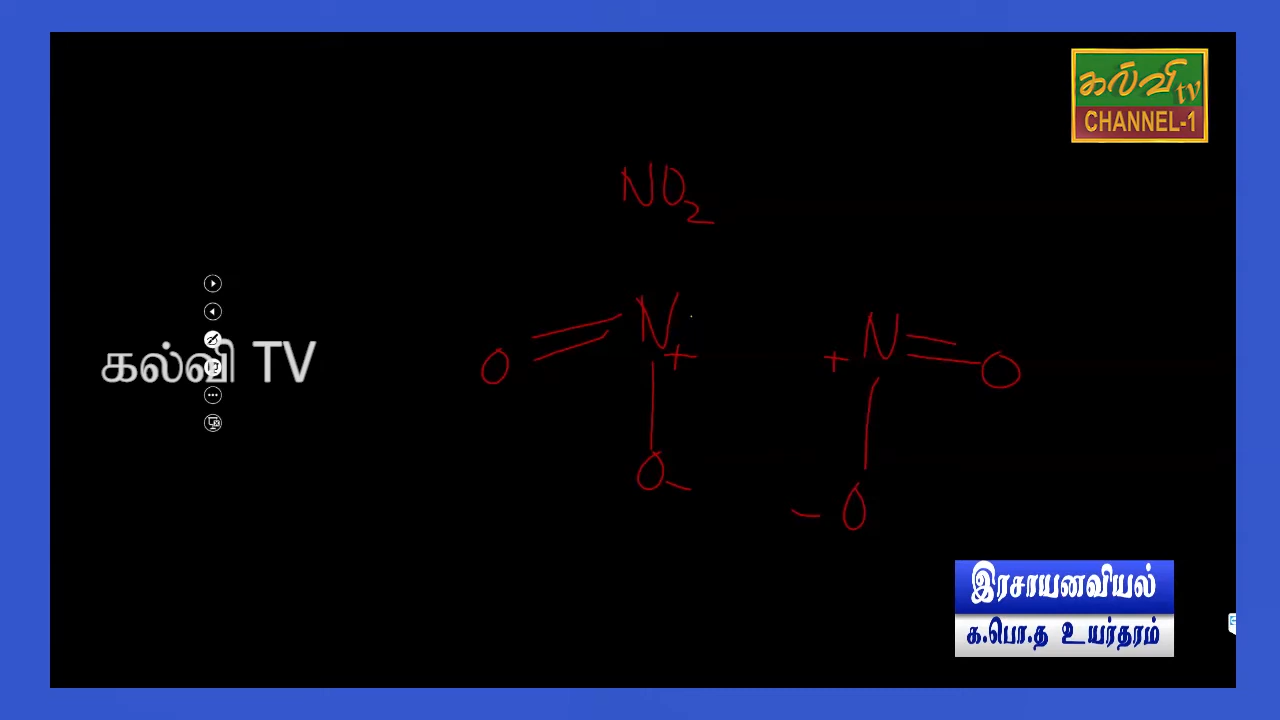 கல்வி tv
CHANNEL-1
NO2
N
O
+
O
-
N
+
O
- O
கல்வி TV
இரசாயனவியல்
க.பொ.த உயர்தரம்